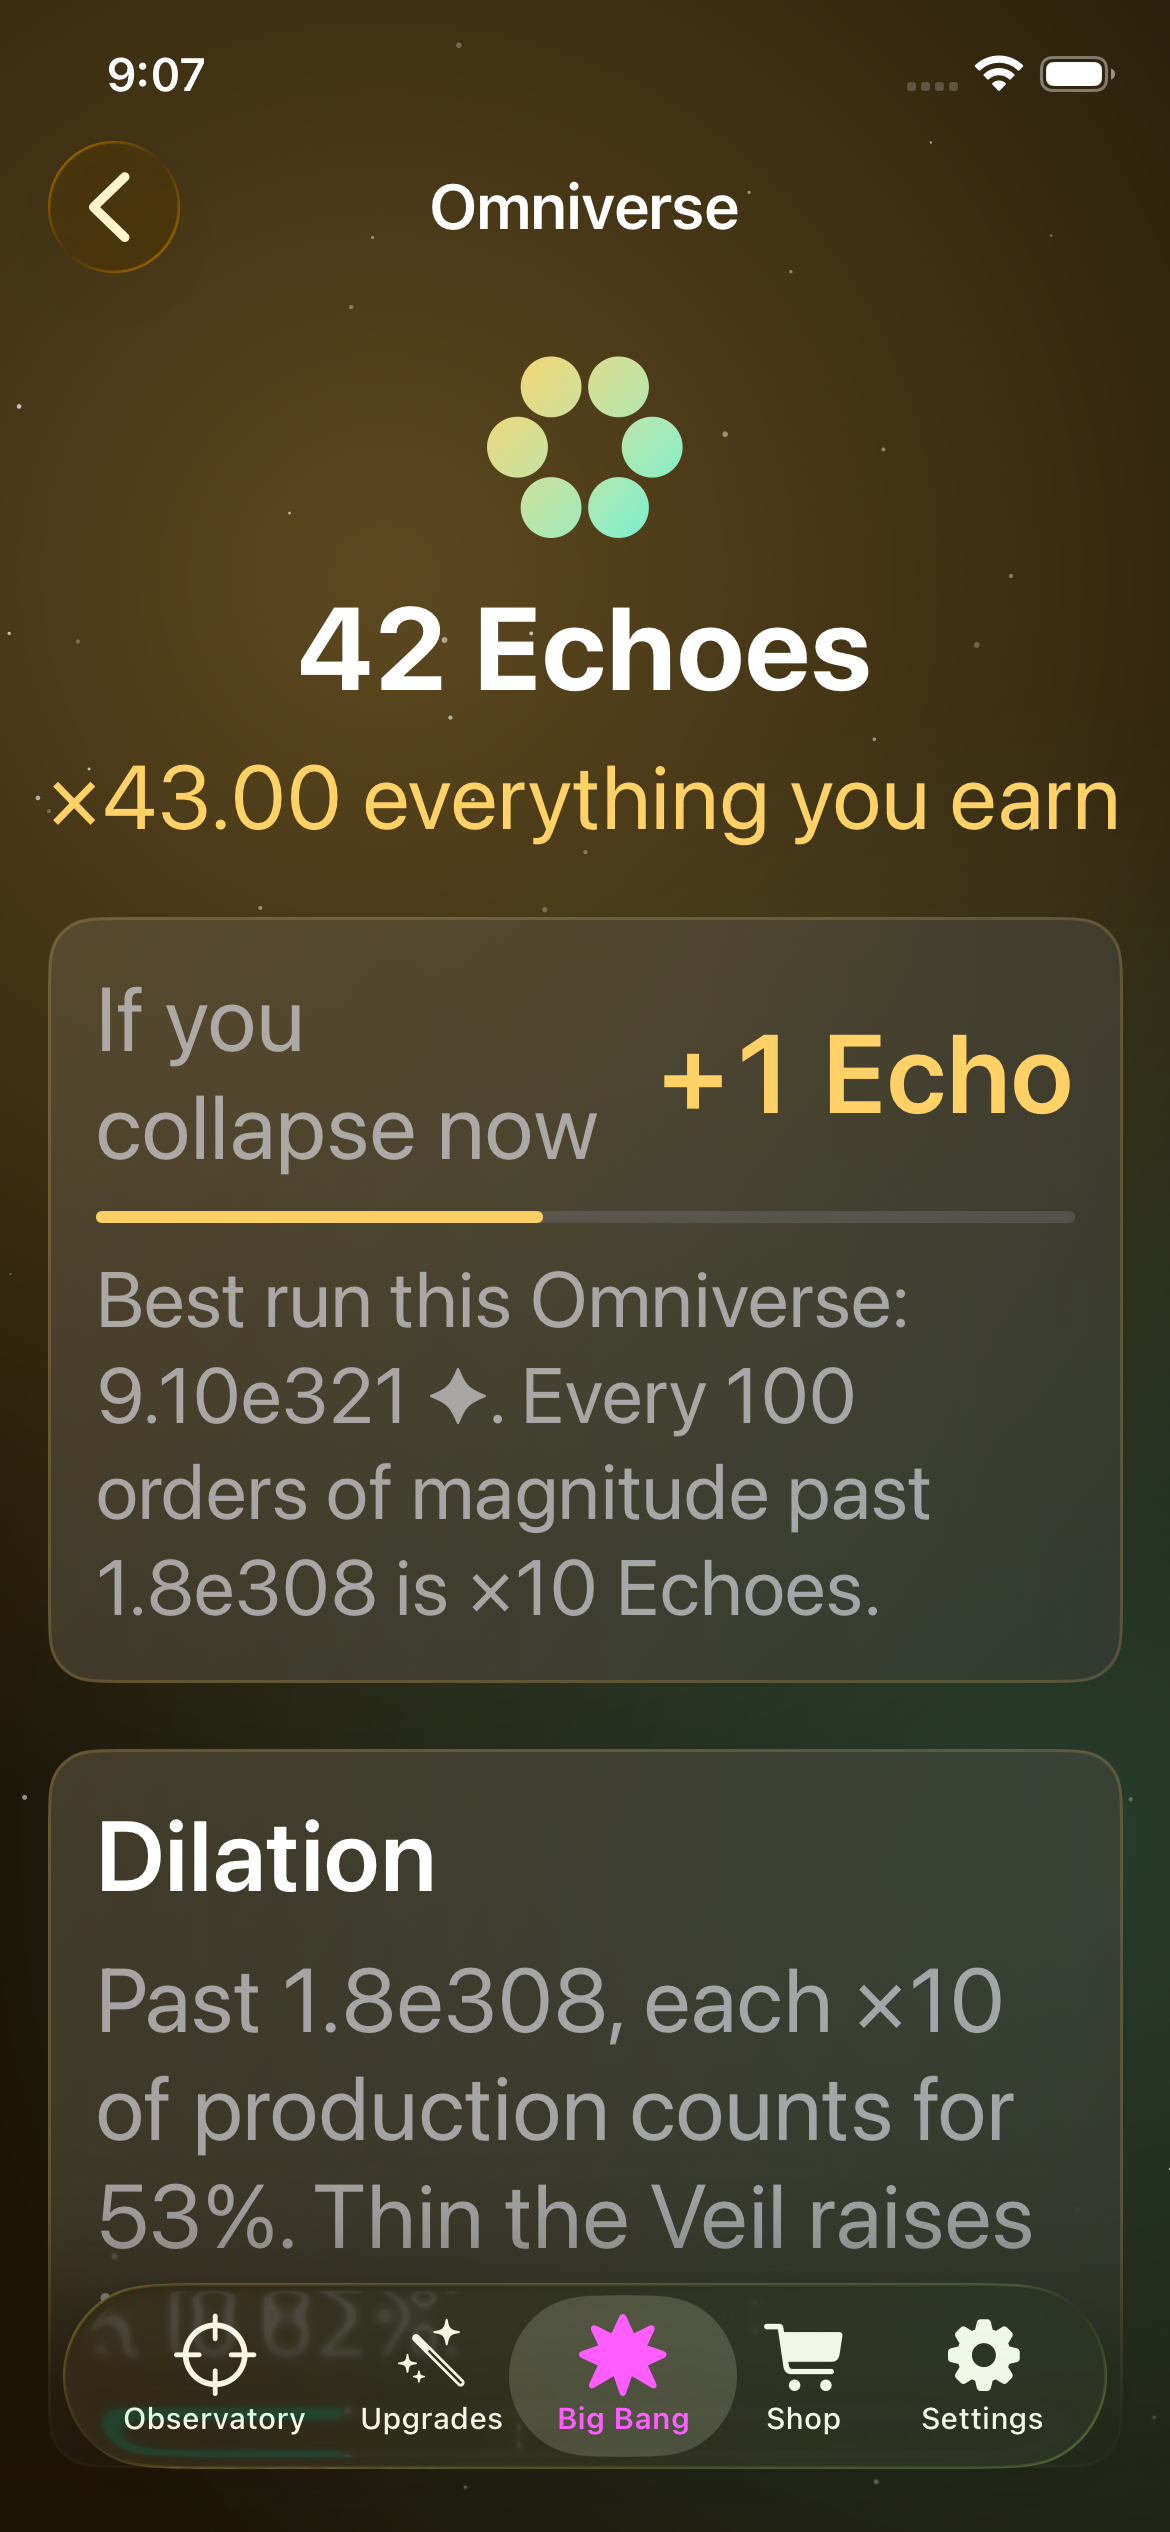 9:07
Omniverse
42 Echoes
×43.00 everything you earn
If you
collapse now
+1 Echo
Best run this Omniverse:
9.10e321 ✦. Every 100
orders of magnitude past
1.8e308 is ×10 Echoes.
Dilation
Past 1.8e308, each ×10
of production counts for
53%. Thin the Veil raises
Observatory
Upgrades
Big Bang
Shop
Settings